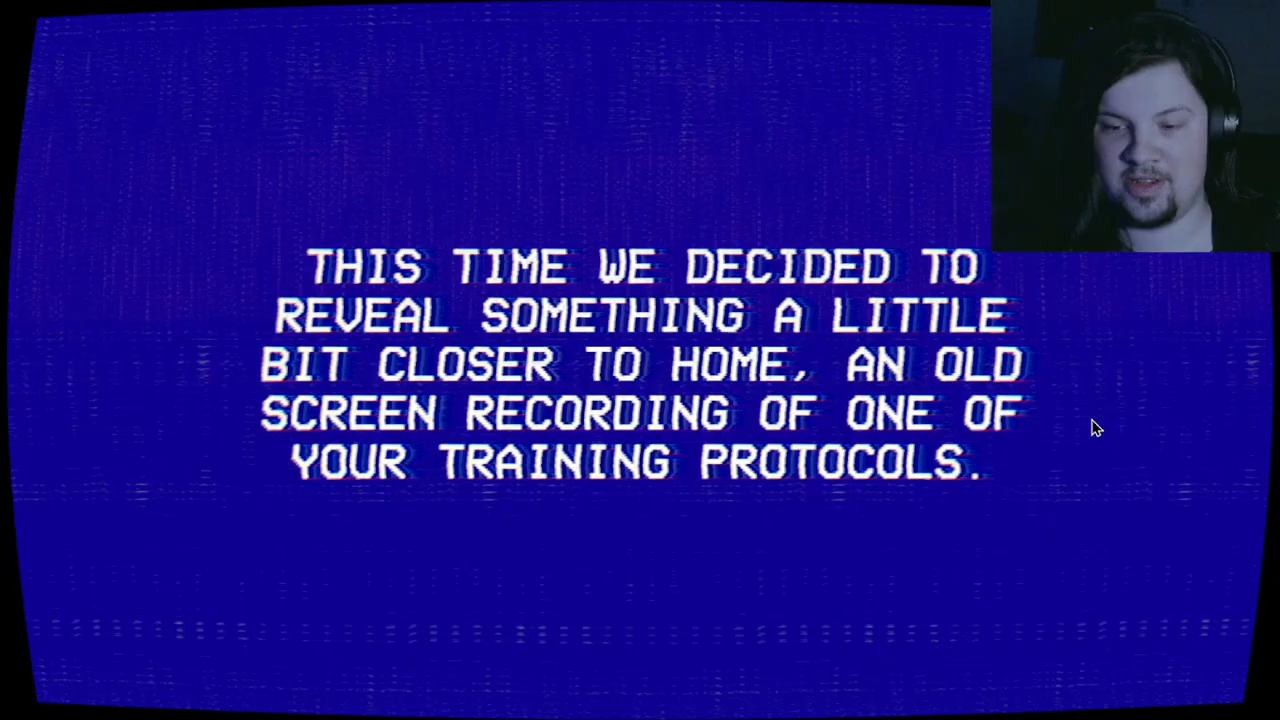 THIS TIME WE DECIDED TO
REVEAL SOMETHING A LITTLE
BIT CLOSER TO HOME, AN OLD
SCREEN RECORDING OF ONE OF
YOUR TRAINING PROTOCOLS.